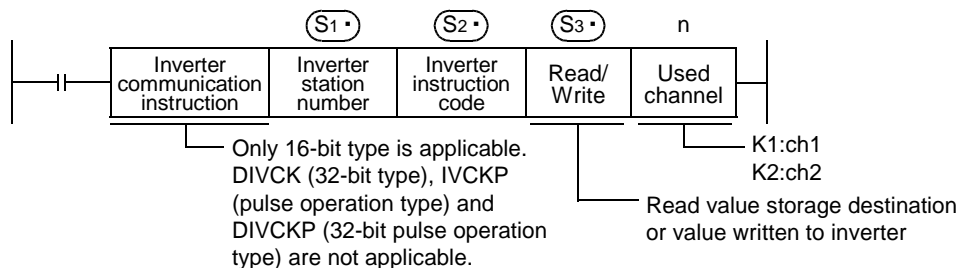 S1 · S2 · S3 · n
Inverter communication instruction
Inverter station number
Inverter instruction code
Read/ Write
Used channel
Only 16-bit type is applicable.
DIVCK (32-bit type), IVCKP
(pulse operation type) and
DIVCKP (32-bit pulse operation
type) are not applicable.
K1:ch1
K2:ch2
Read value storage destination
or value written to inverter